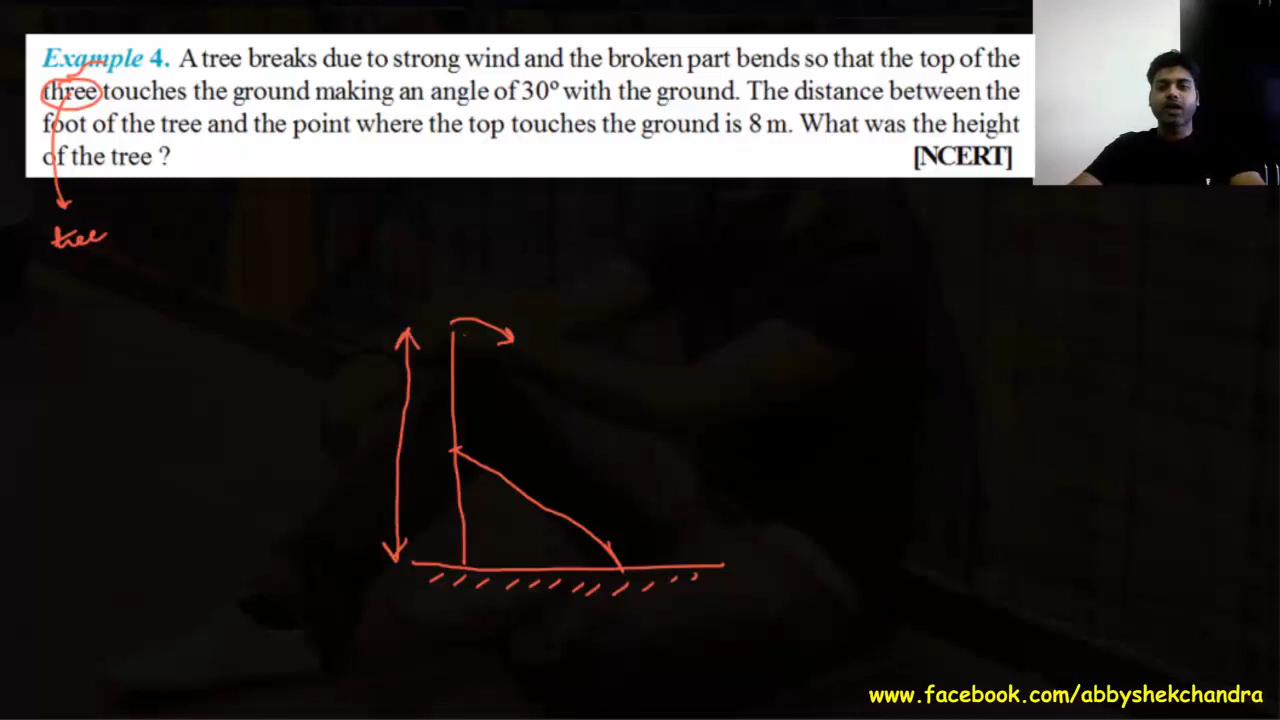 Example 4. A tree breaks due to strong wind and the broken part bends so that the top of the
three touches the ground making an angle of 30º with the ground. The distance between the
foot of the tree and the point where the top touches the ground is 8 m. What was the height
of the tree ? [NCERT]
tree
www.facebook.com/abbyshekchandra